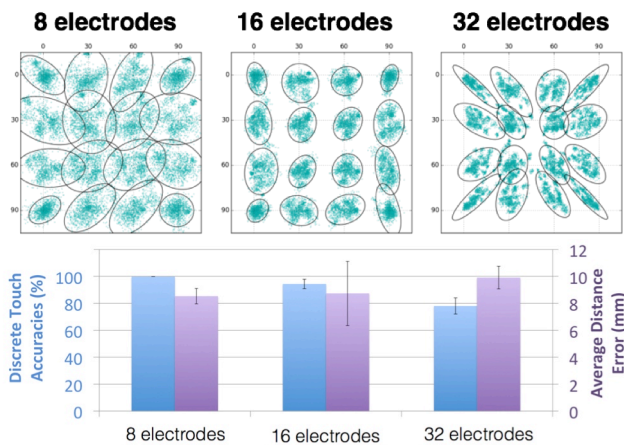 8 electrodes
16 electrodes
32 electrodes
0 30 60 90
0 30 60 90
0 30 60 90
0
30
60
90
0
30
60
90
0
30
60
90
Discrete Touch
Accuracies (%)
100
80
60
40
20
0
12
10
8
6
4
2
0
Average Distance
Error (mm)
8 electrodes
16 electrodes
32 electrodes